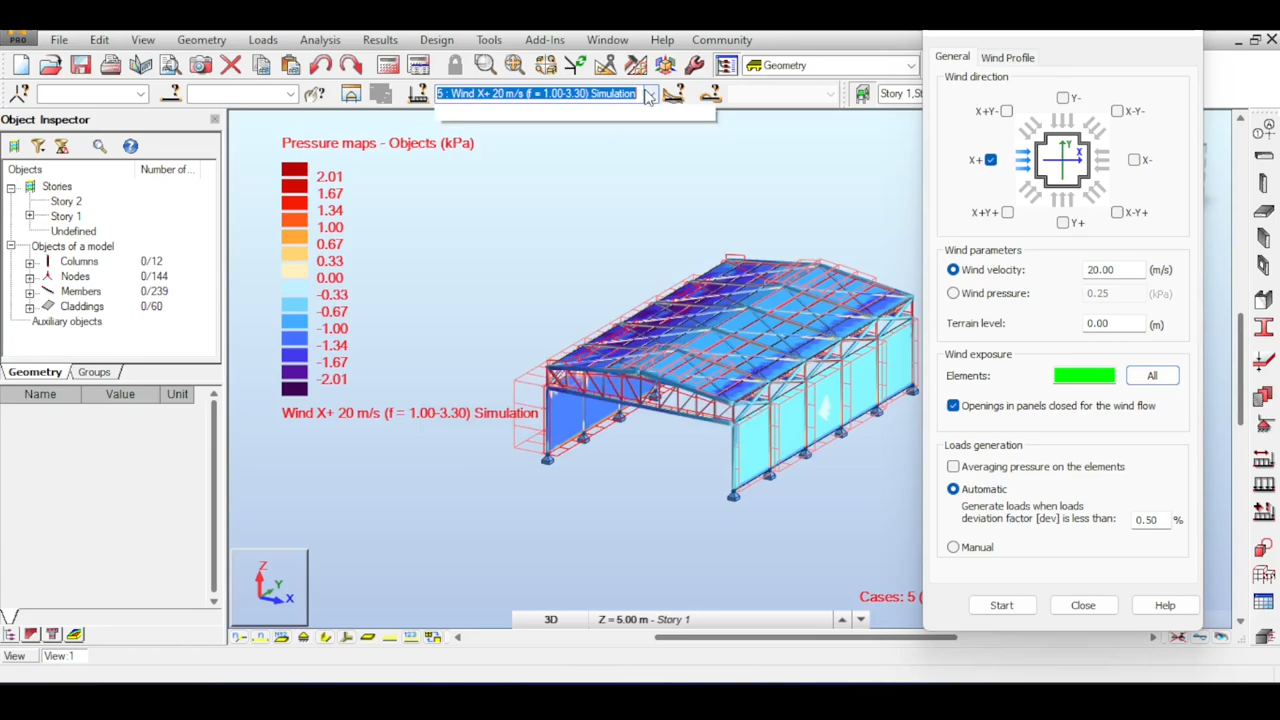 PRO File Edit View Geometry Loads Analysis Results Design Tools Add-Ins Window Help Community
Geometry
5 : Wind X+ 20 m/s (f = 1.00-3.30) Simulation
Story 1,St
Object Inspector
Objects Number of...
Stories
Story 2
Story 1
Undefined
Objects of a model
Columns 0/12
Nodes 0/144
Members 0/239
Claddings 0/60
Auxiliary objects
Geometry Groups
Name Value Unit
Pressure maps - Objects (kPa)
2.01
1.67
1.34
1.00
0.67
0.33
0.00
-0.33
-0.67
-1.00
-1.34
-1.67
-2.01
Wind X+ 20 m/s (f = 1.00-3.30) Simulation
Z
Y
X
Cases: 5 (
3D Z = 5.00 m - Story 1
View View:1
General Wind Profile
Wind direction
Y-
X+Y- X-Y-
Y
X
X+ X-
X+Y+ X-Y+
Y+
Wind parameters
Wind velocity: 20.00 (m/s)
Wind pressure: 0.25 (kPa)
Terrain level: 0.00 (m)
Wind exposure
Elements: All
Openings in panels closed for the wind flow
Loads generation
Averaging pressure on the elements
Automatic
Generate loads when loads
deviation factor [dev] is less than: 0.50 %
Manual
Start Close Help